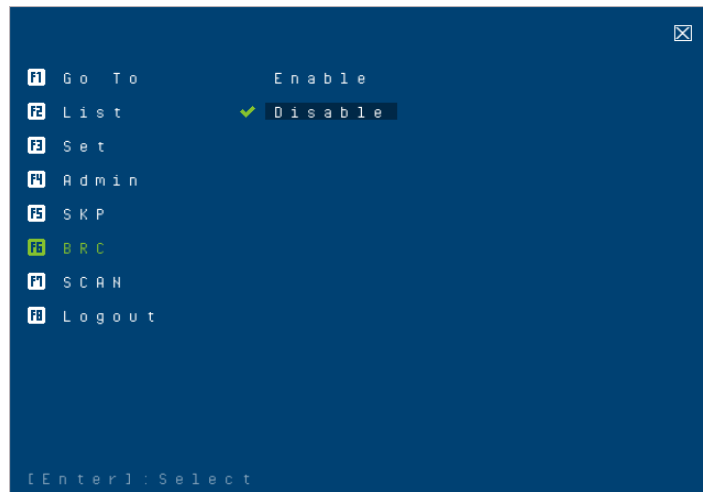 F1 Go To Enable
F2 List Disable
F3 Set
F4 Admin
F5 SKP
F6 BRC
F7 SCAN
F8 Logout
[Enter]:Select